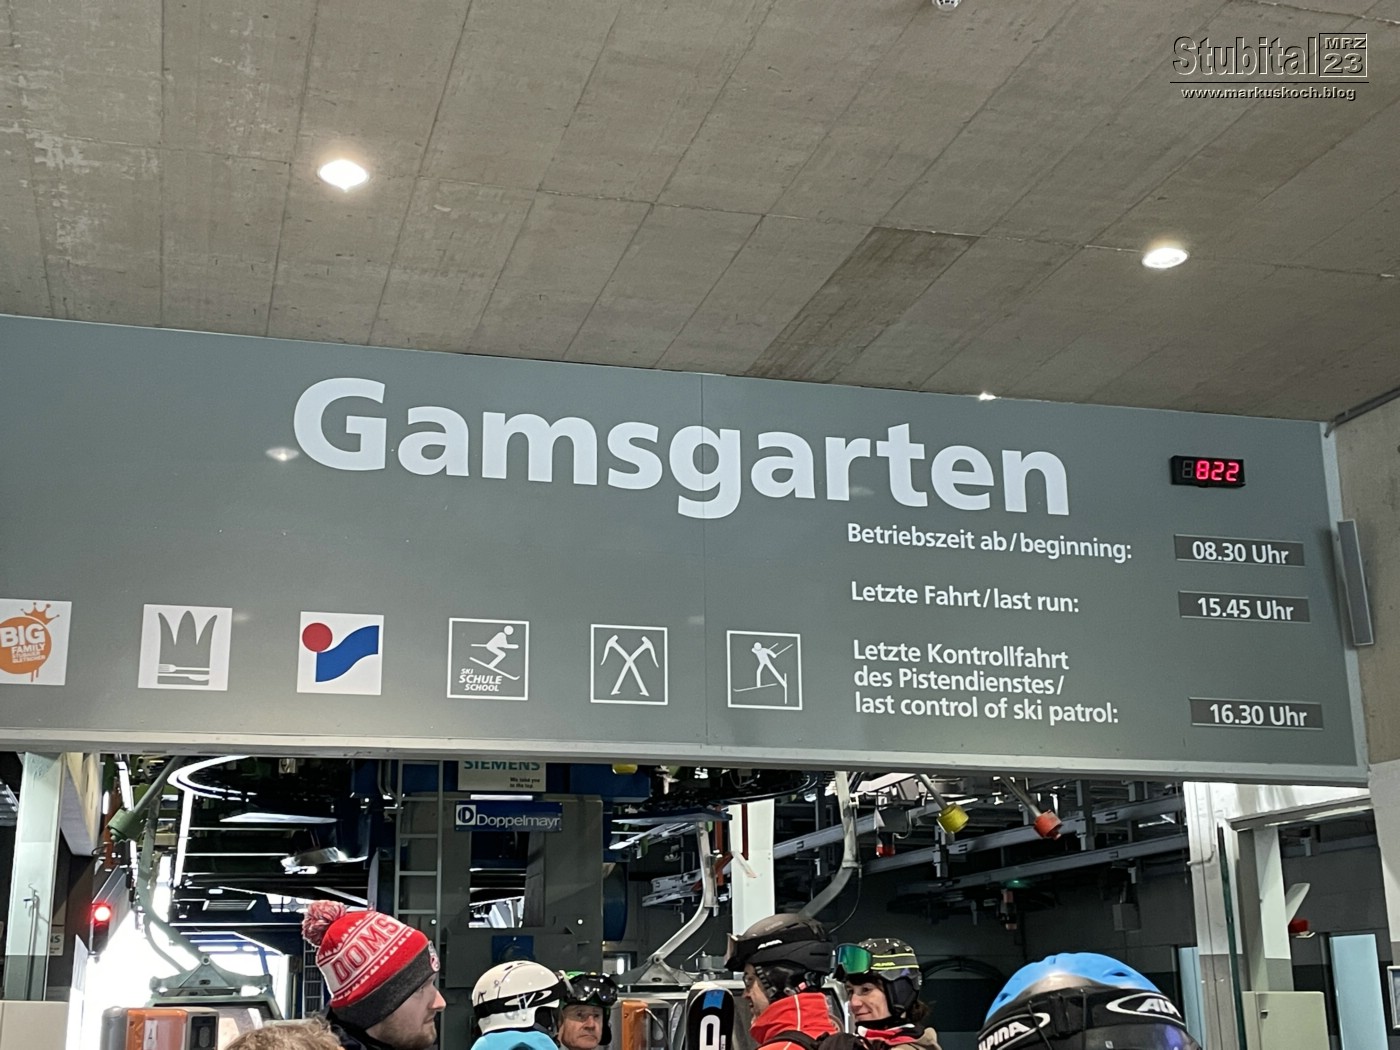 Stubital MRZ 23
www.markuskoch.blog
Gamsgarten
822
Betriebszeit ab/beginning:
08.30 Uhr
Letzte Fahrt/last run:
15.45 Uhr
Letzte Kontrollfahrt
des Pistendienstes/
last control of ski patrol:
16.30 Uhr
BIG
FAMILY
STUBAIER
GLETSCHER
SKI
SCHULE
SCHOOL
SIEMENS
Doppelmayr
DOMS
ALPINA